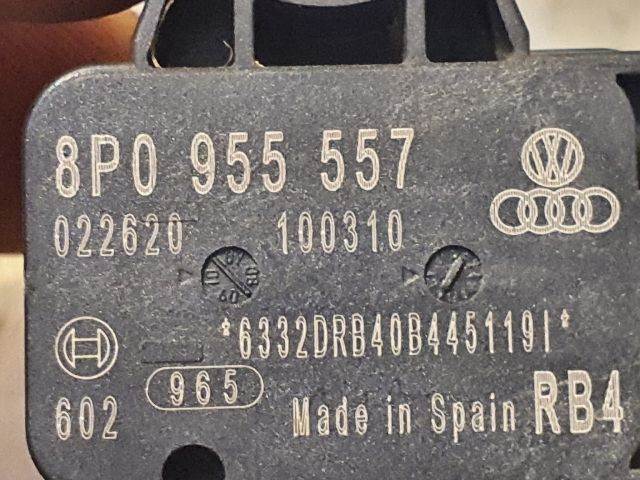 8P0 955 557
022620 100310
*6332DRB40B4451191*
965
602 Made in Spain RB4